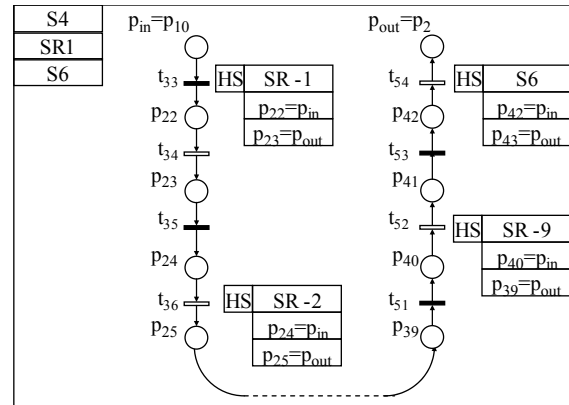 S4
SR1
S6
p_in=p_10
t_33
p_22
t_34
p_23
t_35
p_24
t_36
p_25
HS SR -1
p_22=p_in
p_23=p_out
HS SR -2
p_24=p_in
p_25=p_out
p_out=p_2
t_54
p_42
t_53
p_41
t_52
p_40
t_51
p_39
HS S6
p_42=p_in
p_43=p_out
HS SR -9
p_40=p_in
p_39=p_out